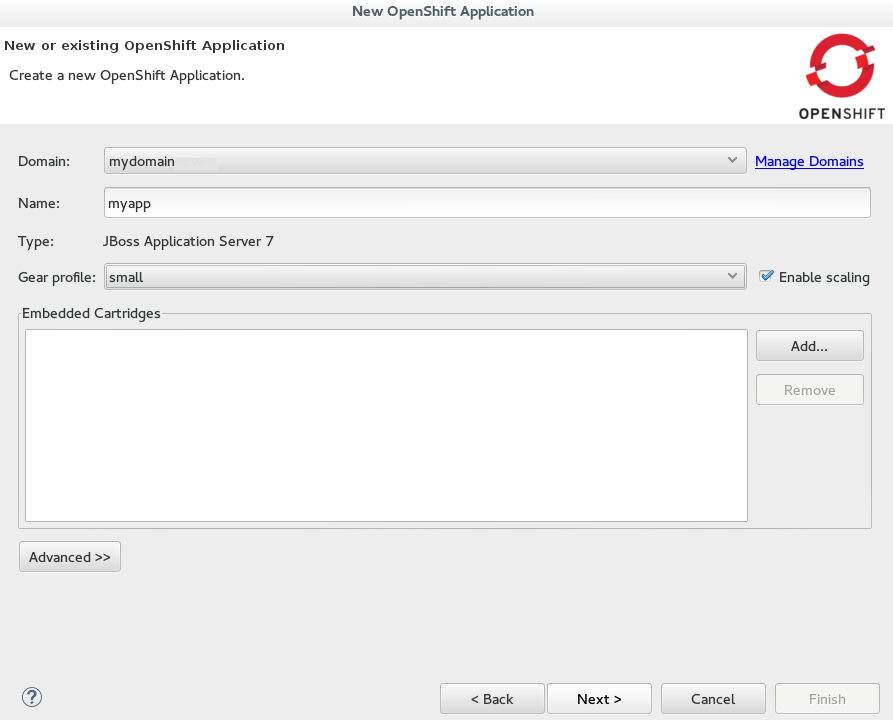 New OpenShift Application
New or existing OpenShift Application
Create a new OpenShift Application.
OPENSHIFT
Domain: mydomain Manage Domains
Name: myapp
Type: JBoss Application Server 7
Gear profile: small Enable scaling
Embedded Cartridges
Add...
Remove
Advanced >>
? < Back Next > Cancel Finish